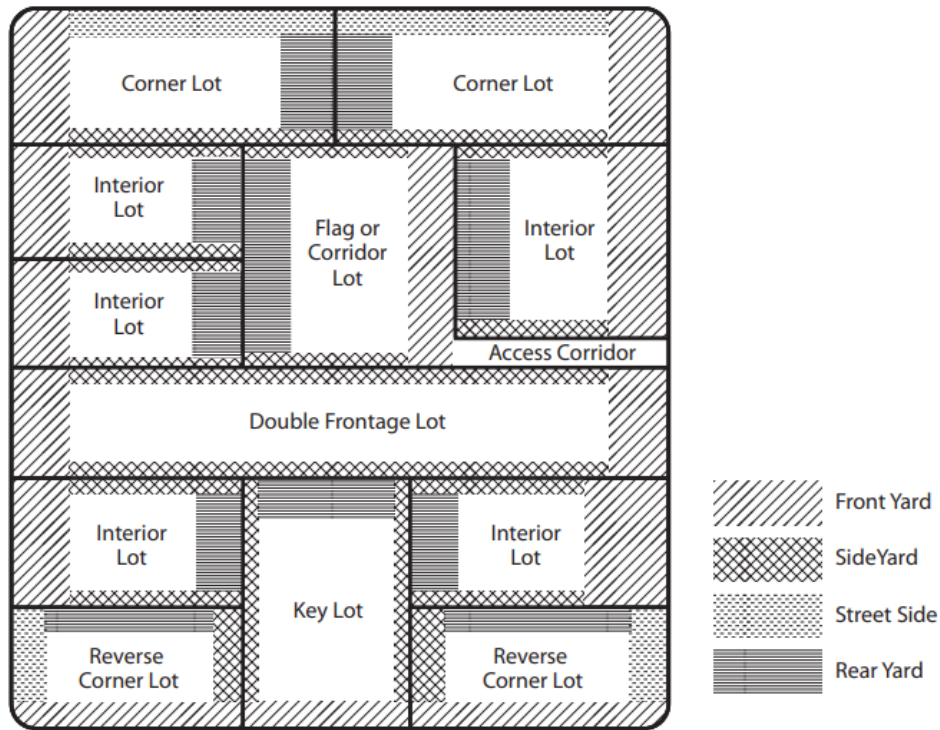 Corner Lot
Corner Lot
Interior
Lot
Flag or
Corridor
Lot
Interior
Lot
Interior
Lot
Access Corridor
Double Frontage Lot
Interior
Lot
Key Lot
Interior
Lot
Reverse
Corner Lot
Reverse
Corner Lot
Front Yard
SideYard
Street Side
Rear Yard